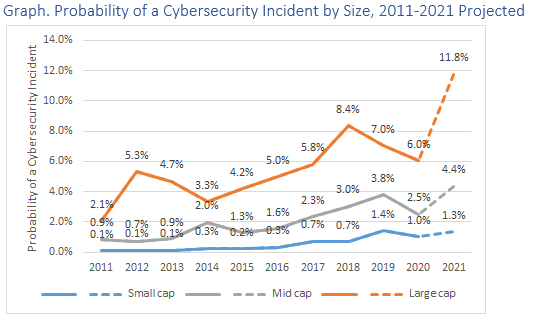 Graph. Probability of a Cybersecurity Incident by Size, 2011-2021 Projected
14.0%
12.0%
10.0%
8.0%
6.0%
4.0%
2.0%
0.0%
Probability of a Cybersecurity Incident
2.1% 5.3% 4.7% 3.3% 4.2% 5.0% 5.8% 8.4% 7.0% 6.0% 11.8%
0.9% 0.7% 0.9% 2.0% 1.3% 1.6% 2.3% 3.0% 3.8% 2.5% 4.4%
0.1% 0.1% 0.1% 0.3% 0.2% 0.3% 0.7% 0.7% 1.4% 1.0% 1.3%
2011 2012 2013 2014 2015 2016 2017 2018 2019 2020 2021
Small cap Mid cap Large cap